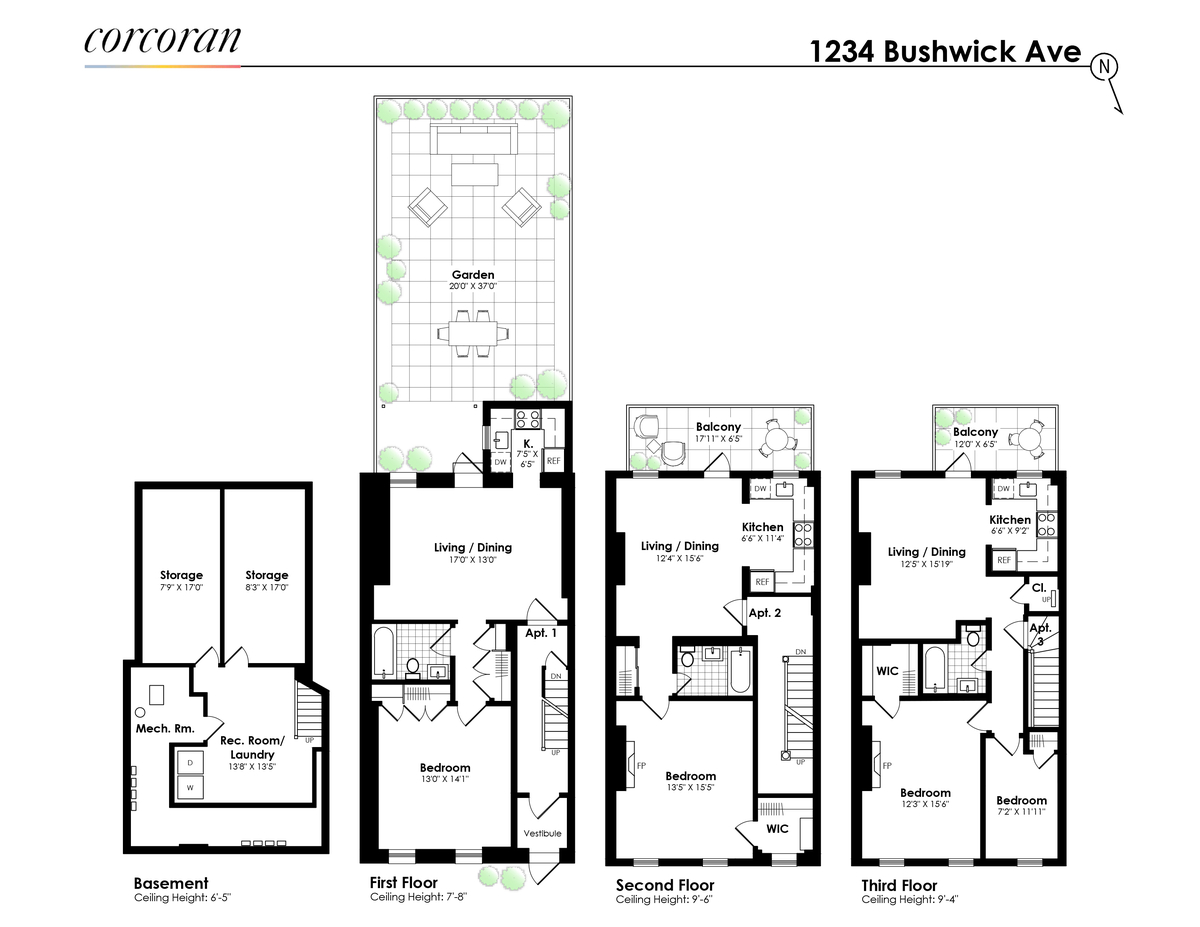 corcoran
1234 Bushwick Ave
N
Garden
20'0" X 37'0"
K.
7'5" X
6'5"
DW
REF
Living / Dining
17'0" X 13'0"
Apt. 1
DN
UP
Bedroom
13'0" X 14'1"
Vestibule
First Floor
Ceiling Height: 7'-8"
Storage
7'9" X 17'0"
Storage
8'3" X 17'0"
Mech. Rm.
Rec. Room/
Laundry
13'8" X 13'5"
UP
D
W
Basement
Ceiling Height: 6'-5"
Balcony
17'11" X 6'5"
DW
Kitchen
6'6" X 11'4"
REF
Living / Dining
12'4" X 15'6"
Apt. 2
DN
UP
FP
Bedroom
13'5" X 15'5"
WIC
Second Floor
Ceiling Height: 9'-6"
Balcony
12'0" X 6'5"
DW
Kitchen
6'6" X 9'2"
REF
Living / Dining
12'5" X 15'19"
Cl.
UP
Apt.
3
WIC
FP
Bedroom
12'3" X 15'6"
Bedroom
7'2" X 11'11"
Third Floor
Ceiling Height: 9'-4"